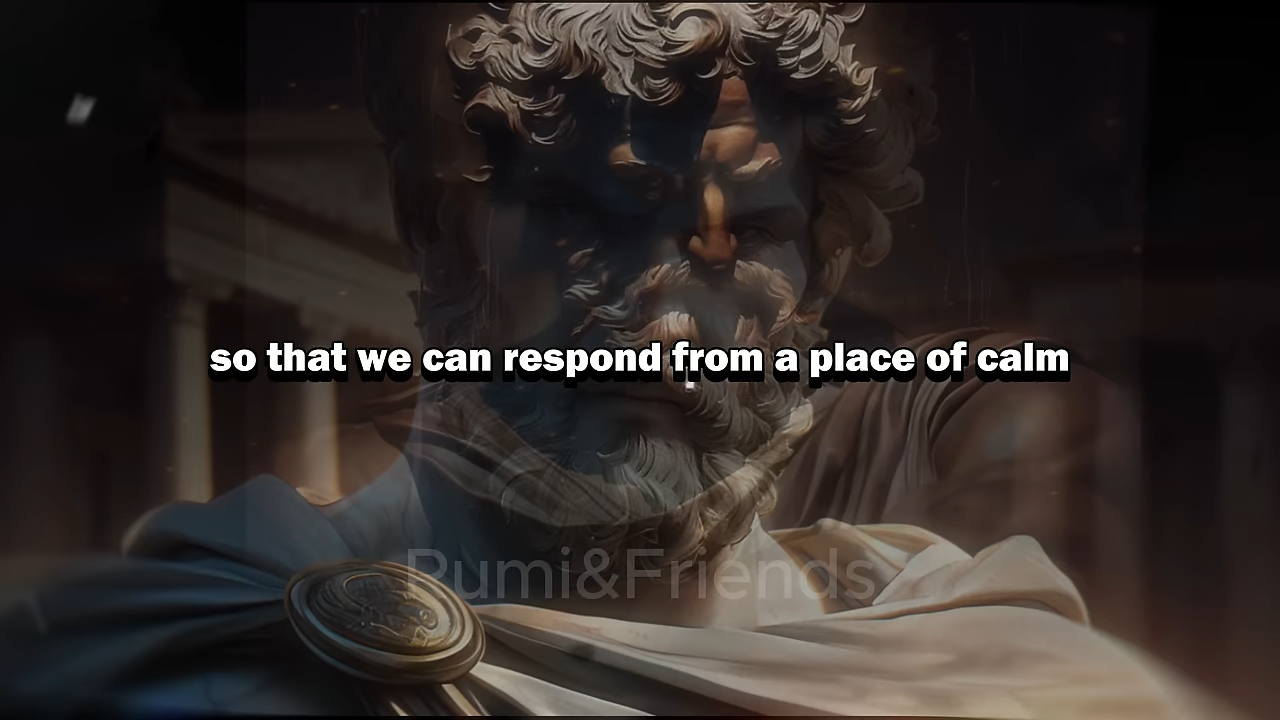 so that we can respond from a place of calm
Rumi&Friends